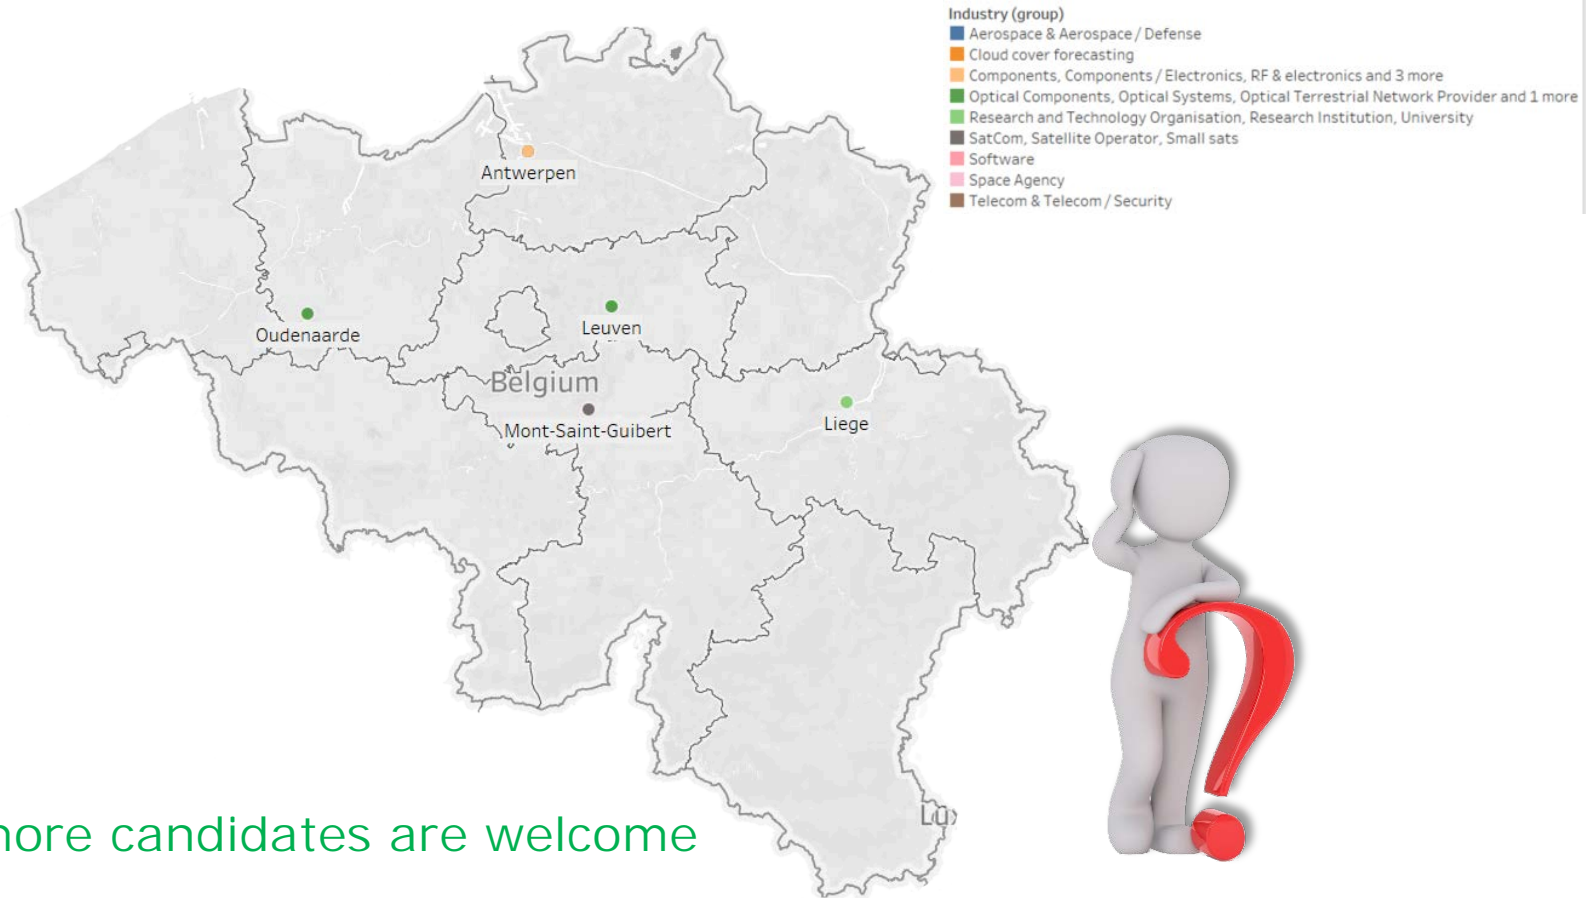 Industry (group)
Aerospace & Aerospace / Defense
Cloud cover forecasting
Components, Components / Electronics, RF & electronics and 3 more
Optical Components, Optical Systems, Optical Terrestrial Network Provider and 1 more
Research and Technology Organisation, Research Institution, University
SatCom, Satellite Operator, Small sats
Software
Space Agency
Telecom & Telecom / Security
Antwerpen
Oudenaarde
Leuven
Belgium
Mont-Saint-Guibert
Liege
more candidates are welcome